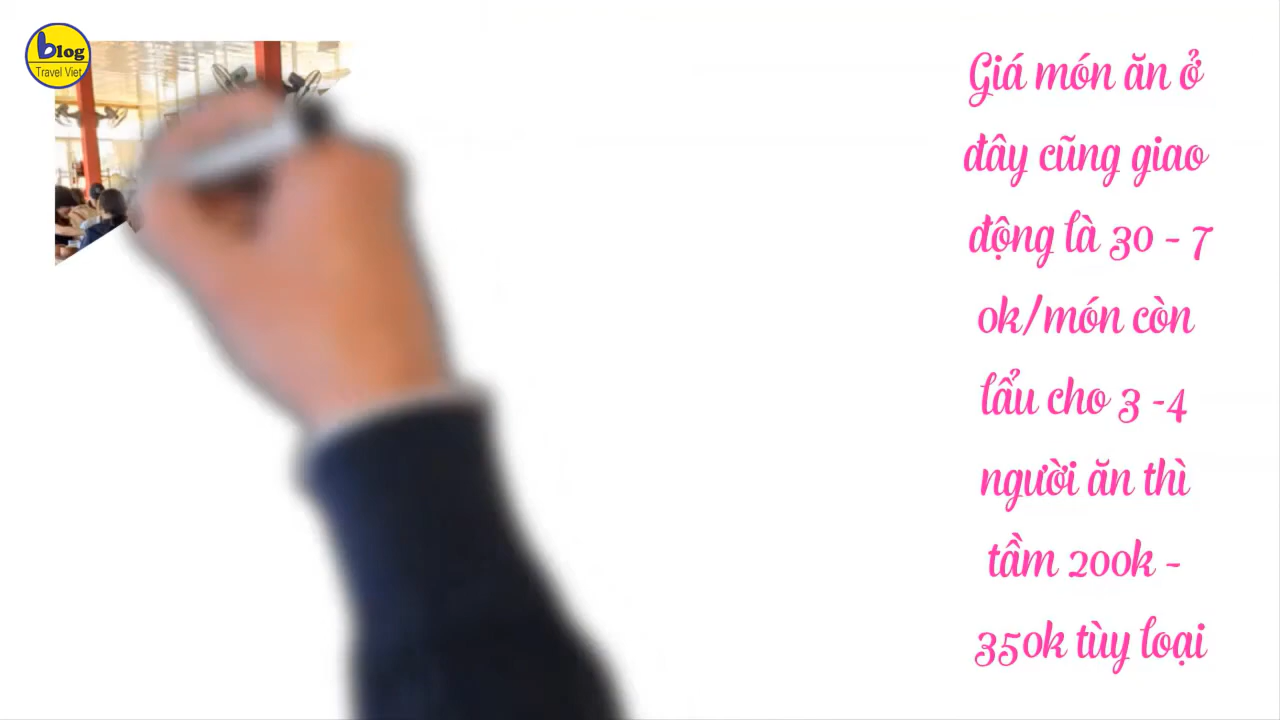 blog
Travel Viet
Giá món ăn ở
đây cũng giao
động là 30 - 7
0k/món còn
lẩu cho 3 -4
người ăn thì
tầm 200k -
350k tùy loại